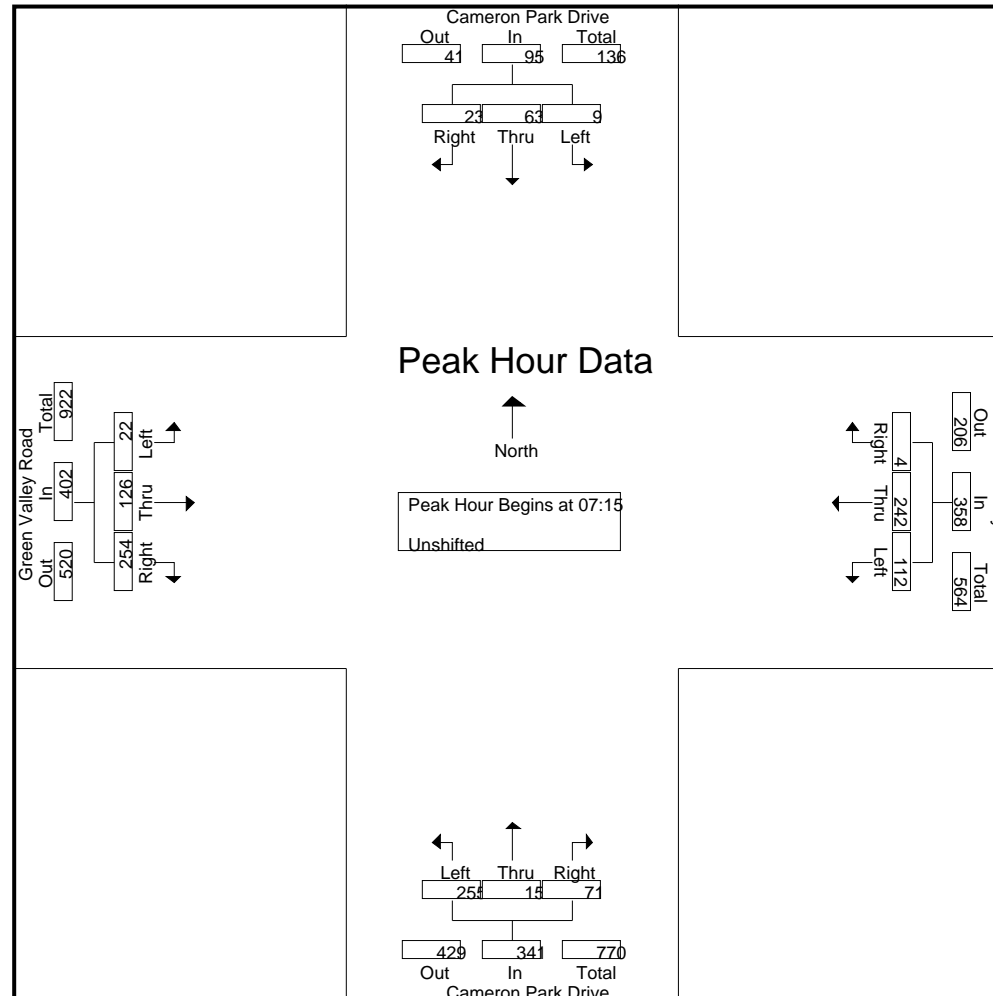 Cameron Park Drive
Out In Total
41 95 136
23 63 9
Right Thru Left
Peak Hour Data
North
Peak Hour Begins at 07:15
Unshifted
Green Valley Road
Total In Out
922 402 520
22 126 254
Left Thru Right
Right Thru Left
4 242 112
206 358 564
Out In Total
Left Thru Right
255 15 71
429 341 770
Out In Total
Cameron Park Drive